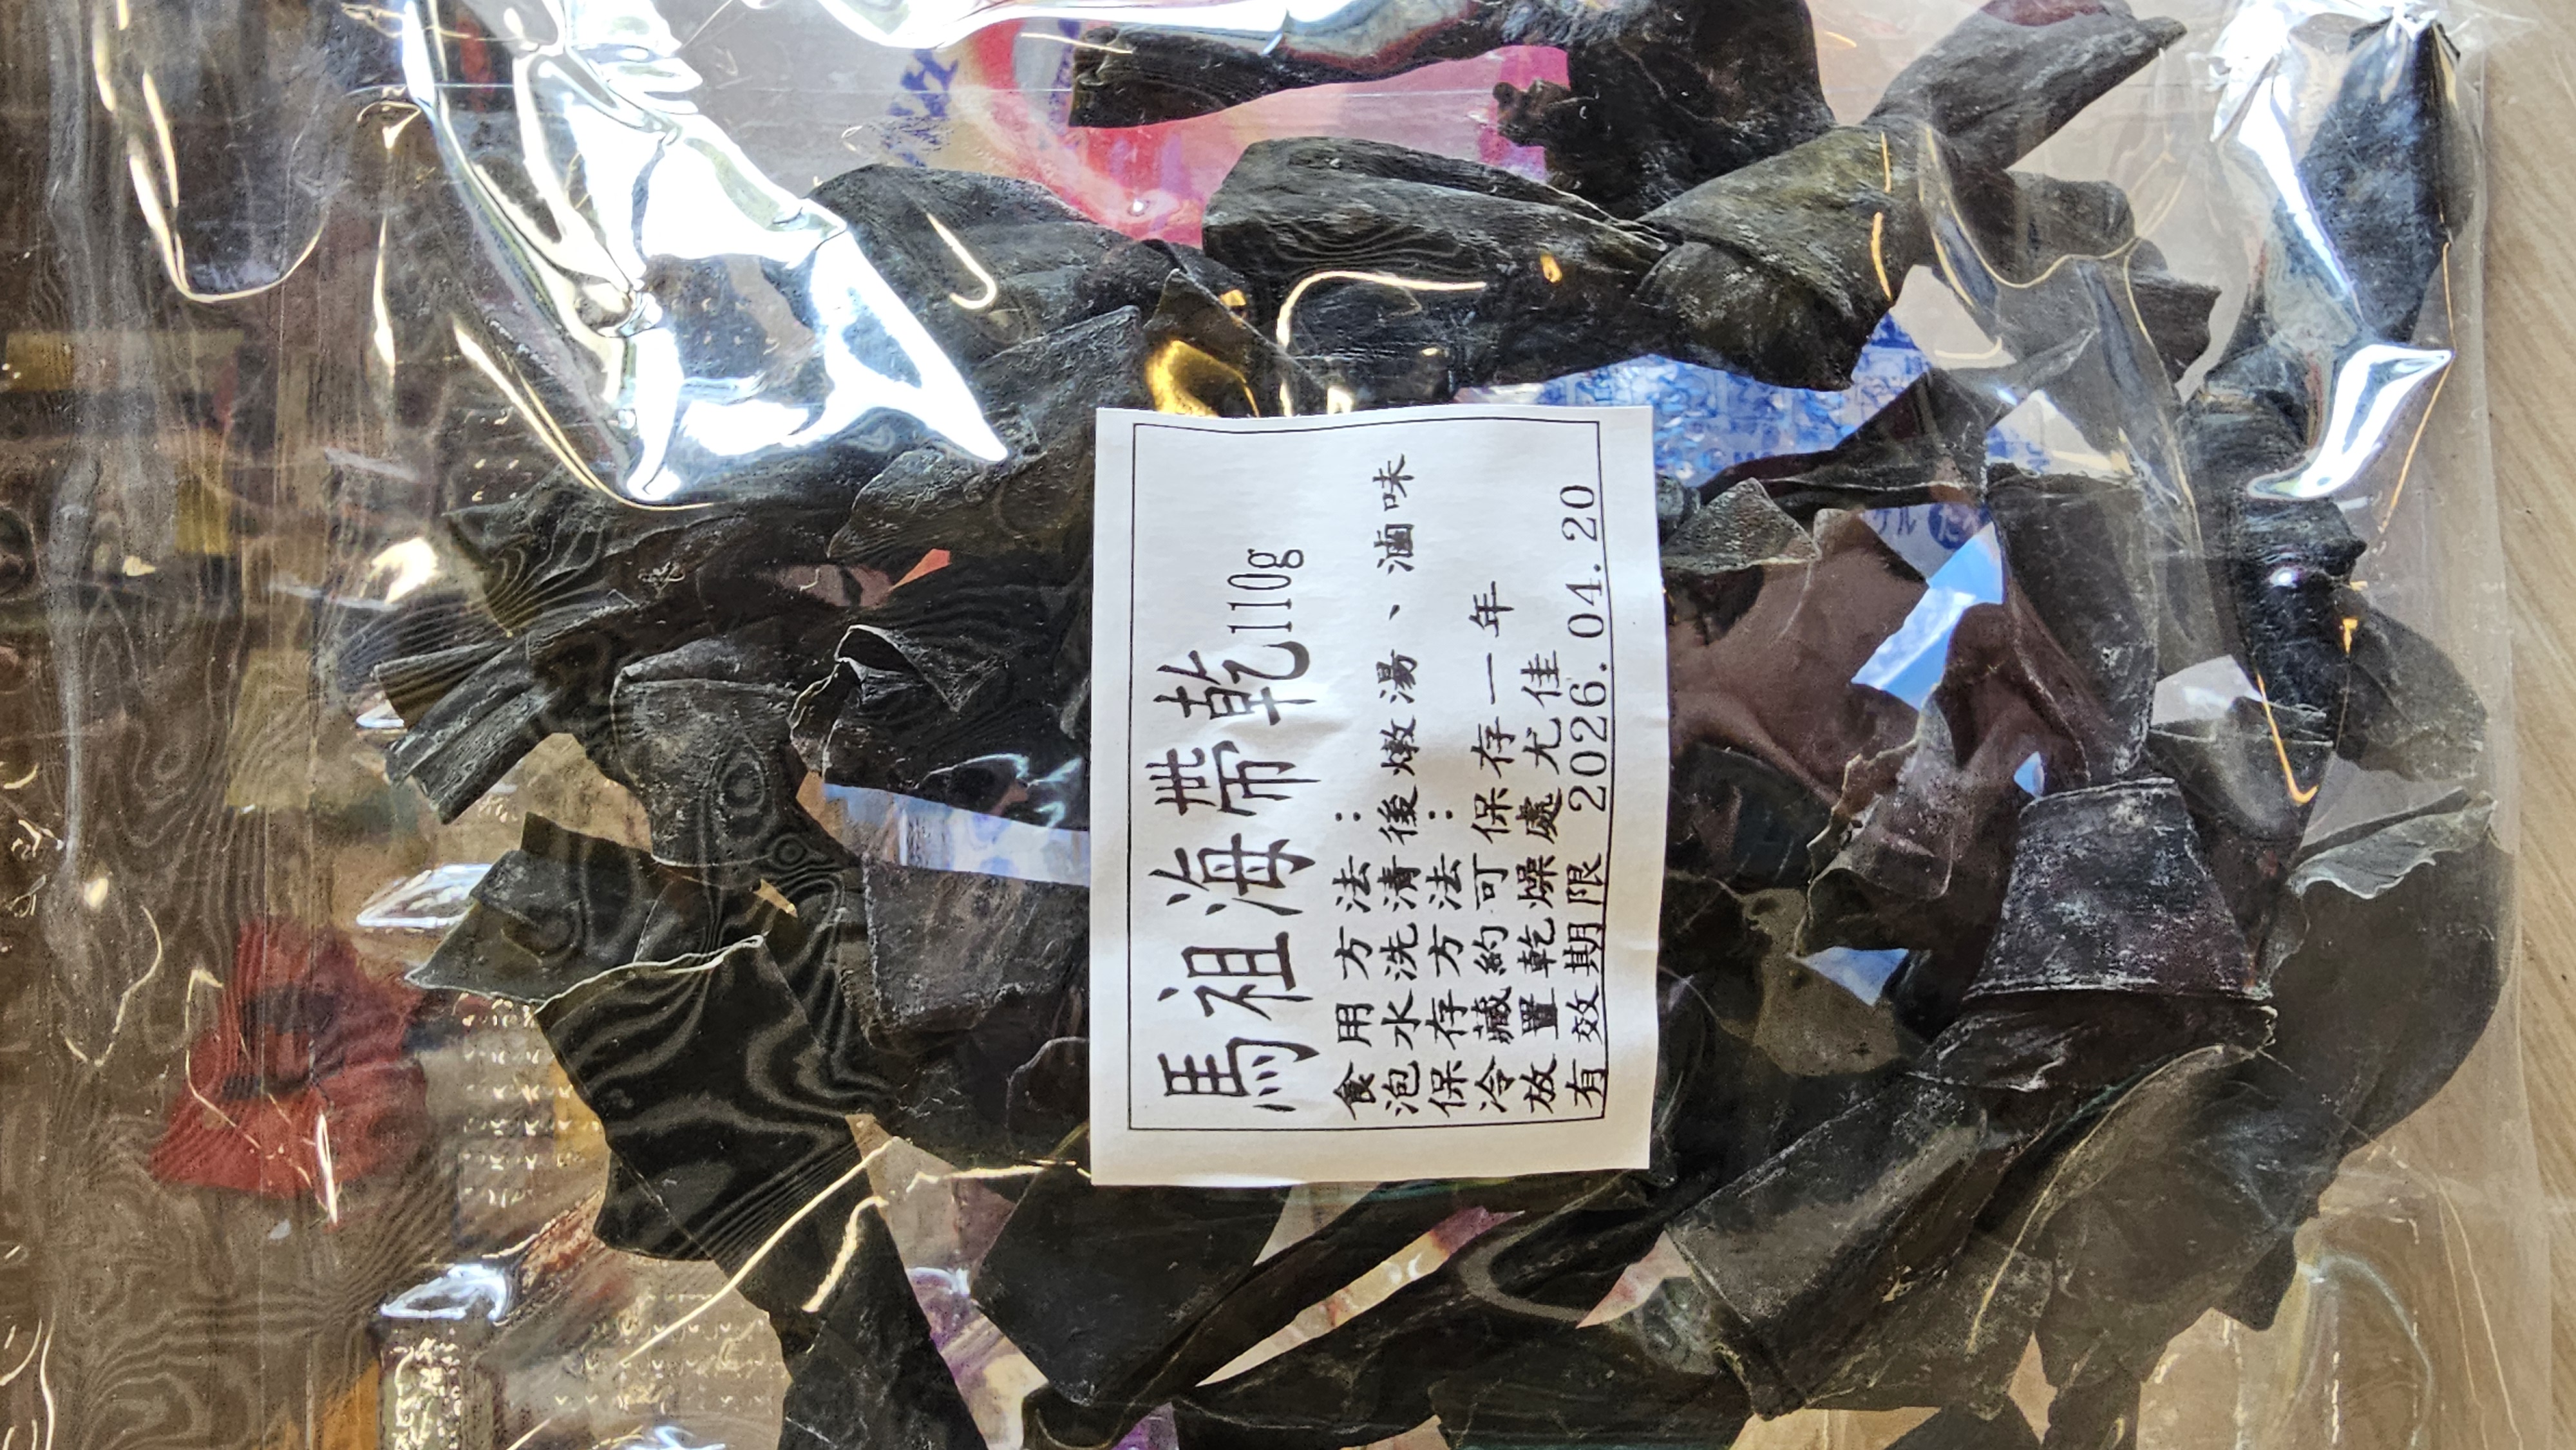 馬祖海帶乾110g
食用方法：
泡水洗清後燉湯、滷味
保存方法：
冷藏約可保存一年
放置乾燥處尤佳
有效期限 2026.04.20